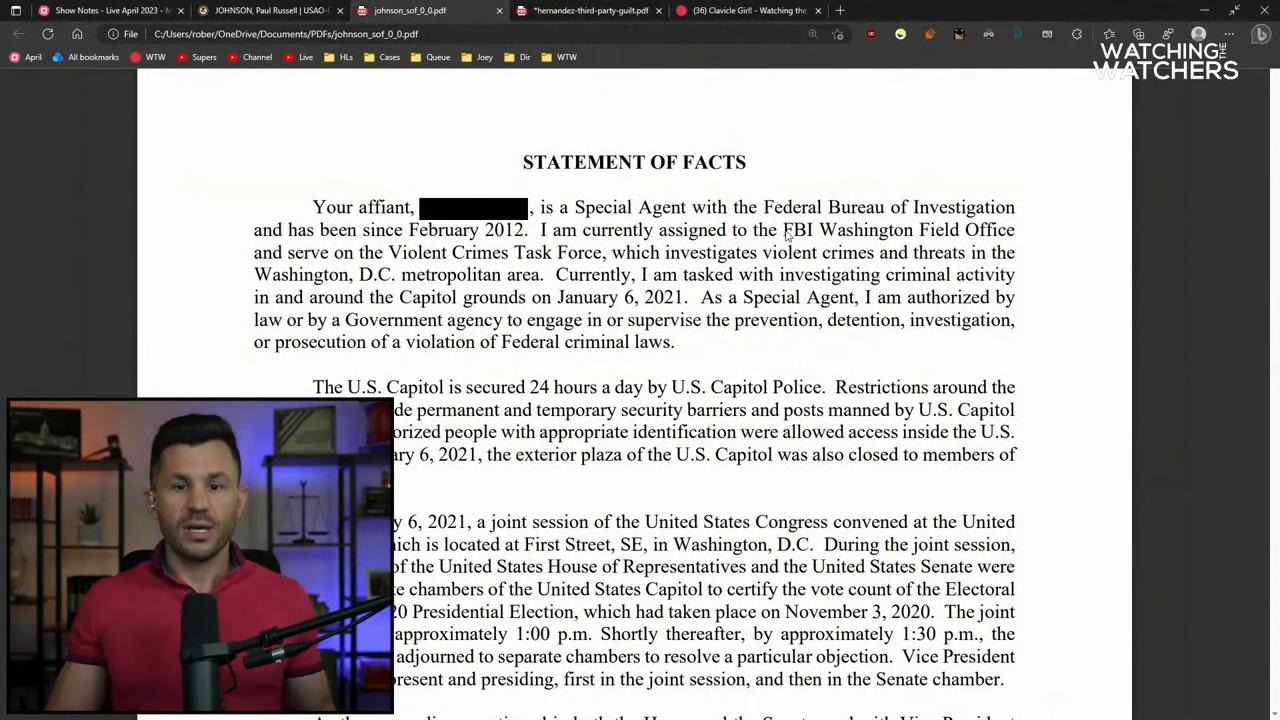 Show Notes - Live April 2023 - M
JOHNSON, Paul Russell | USAO-D
johnson_sof_0_0.pdf
*hernandez-third-party-guilt.pdf
(36) Clavicle Girl! - Watching the
File
C:/Users/rober/OneDrive/Documents/PDFs/johnson_sof_0_0.pdf
April
All bookmarks
WTW
Supers
Channel
Live
HLs
Cases
Queue
Joey
Dir
WTW
WATCHING
THE
WATCHERS
STATEMENT OF FACTS
Your affiant, , is a Special Agent with the Federal Bureau of Investigation
and has been since February 2012. I am currently assigned to the FBI Washington Field Office
and serve on the Violent Crimes Task Force, which investigates violent crimes and threats in the
Washington, D.C. metropolitan area. Currently, I am tasked with investigating criminal activity
in and around the Capitol grounds on January 6, 2021. As a Special Agent, I am authorized by
law or by a Government agency to engage in or supervise the prevention, detention, investigation,
or prosecution of a violation of Federal criminal laws.
The U.S. Capitol is secured 24 hours a day by U.S. Capitol Police. Restrictions around the
de permanent and temporary security barriers and posts manned by U.S. Capitol
orized people with appropriate identification were allowed access inside the U.S.
ary 6, 2021, the exterior plaza of the U.S. Capitol was also closed to members of
y 6, 2021, a joint session of the United States Congress convened at the United
hich is located at First Street, SE, in Washington, D.C. During the joint session,
of the United States House of Representatives and the United States Senate were
te chambers of the United States Capitol to certify the vote count of the Electoral
20 Presidential Election, which had taken place on November 3, 2020. The joint
approximately 1:00 p.m. Shortly thereafter, by approximately 1:30 p.m., the
adjourned to separate chambers to resolve a particular objection. Vice President
present and presiding, first in the joint session, and then in the Senate chamber.